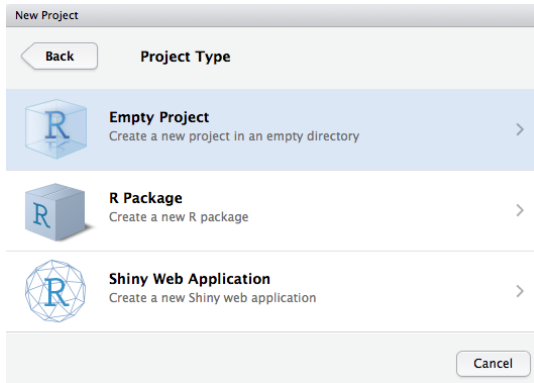 New Project
Back
Project Type
R
Empty Project
Create a new project in an empty directory
R
R Package
Create a new R package
R
Shiny Web Application
Create a new Shiny web application
Cancel